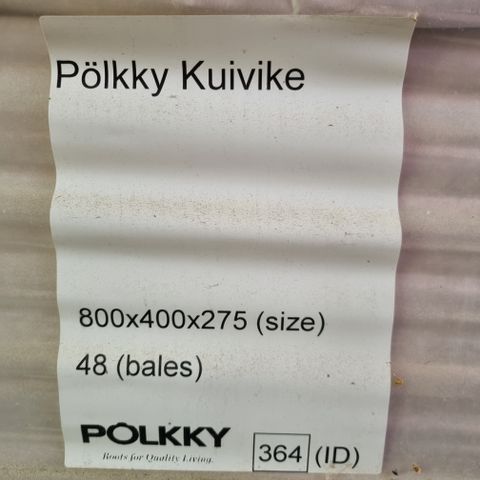 Pölkky Kuivike
800x400x275 (size)
48 (bales)
PÖLKKY
Roots for Quality Living.
364 (ID)